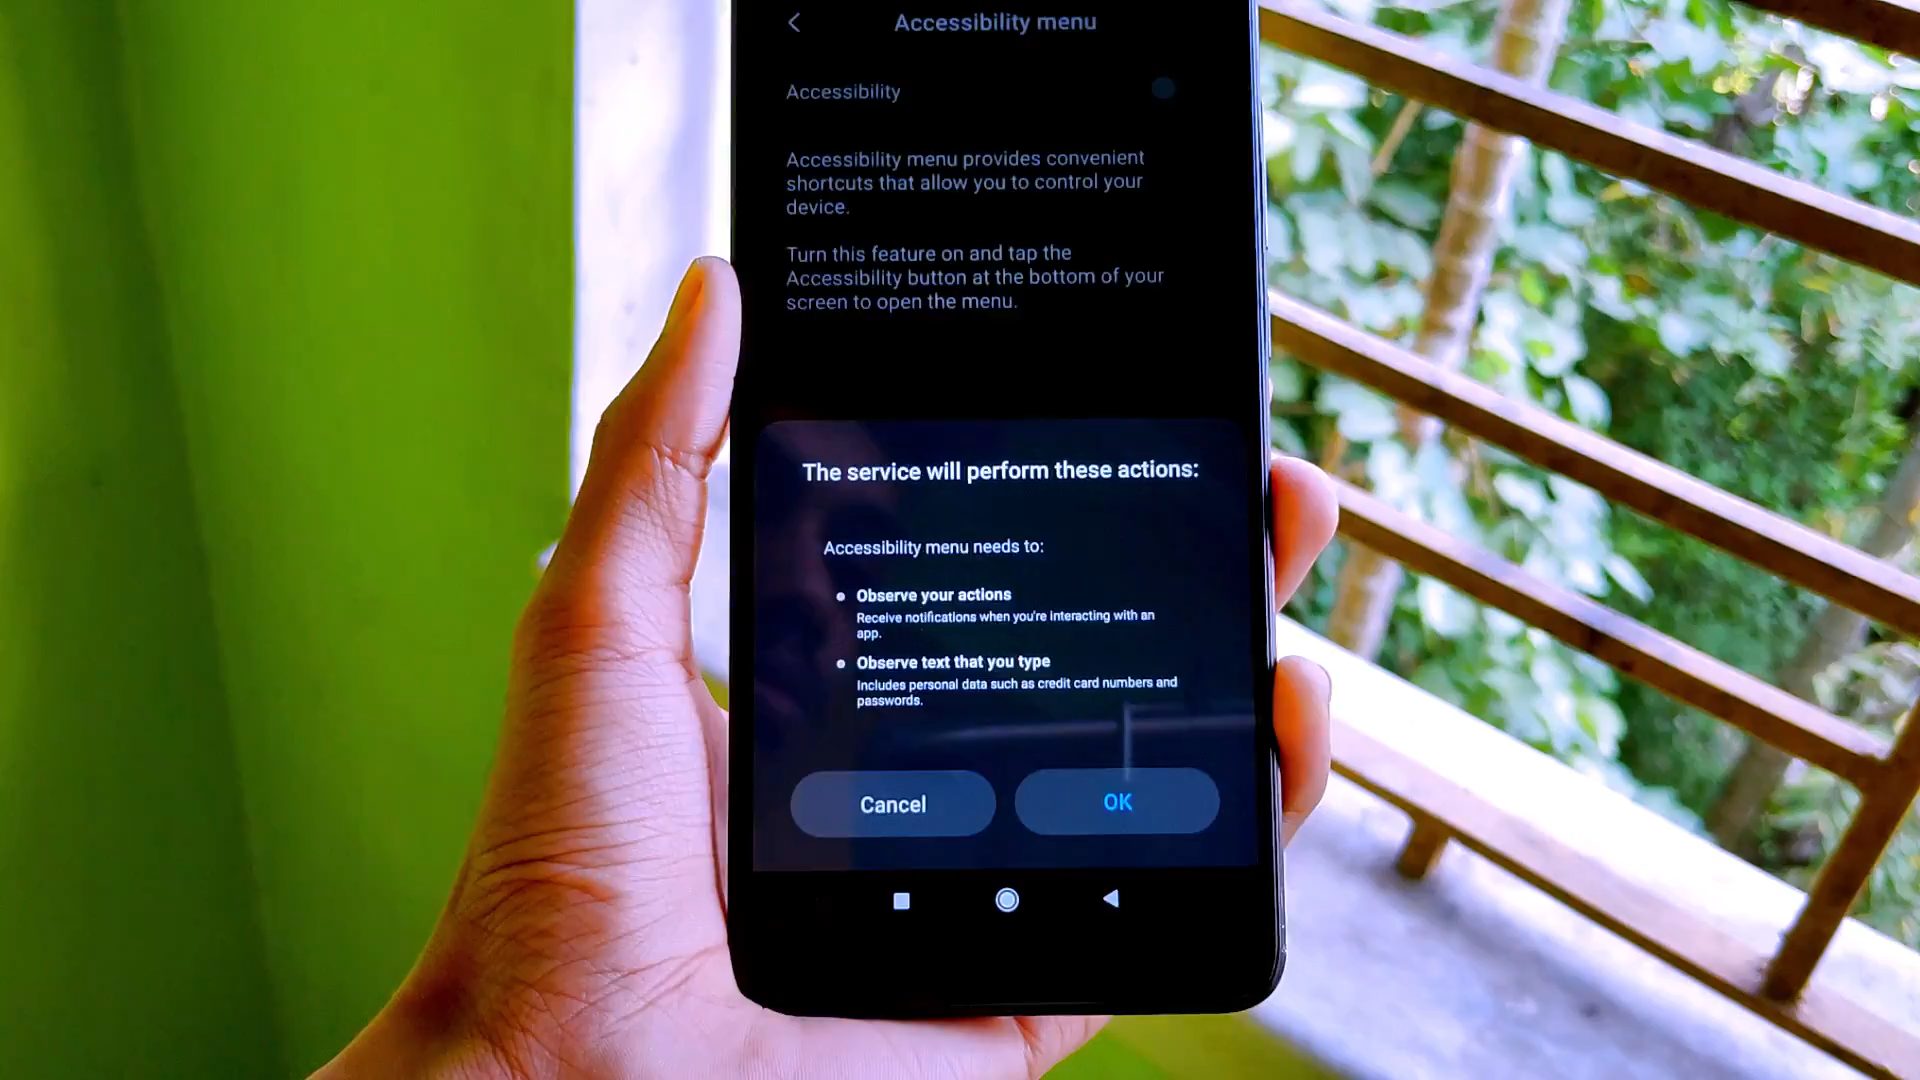 Accessibility menu
Accessibility
Accessibility menu provides convenient
shortcuts that allow you to control your
device.
Turn this feature on and tap the
Accessibility button at the bottom of your
screen to open the menu.
The service will perform these actions:
Accessibility menu needs to:
Observe your actions
Receive notifications when you're interacting with an
app.
Observe text that you type
Includes personal data such as credit card numbers and
passwords.
Cancel
OK